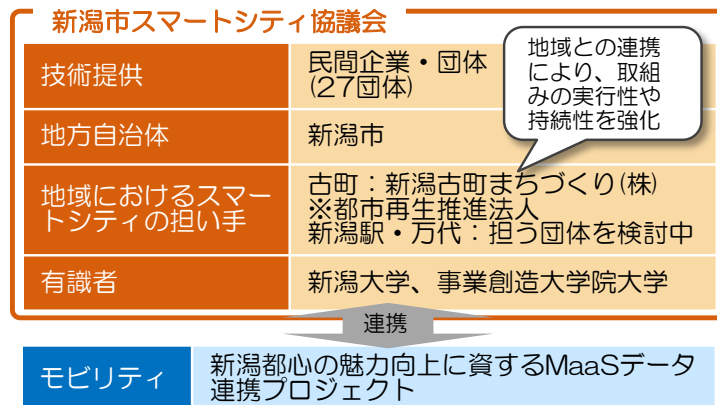 新潟市スマートシティ協議会
技術提供
民間企業・団体
(27団体)
地域との連携
により、取組
みの実行性や
持続性を強化
地方自治体
新潟市
地域におけるスマー
トシティの担い手
古町：新潟古町まちづくり(株)
※都市再生推進法人
新潟駅・万代：担う団体を検討中
有識者
新潟大学、事業創造大学院大学
連携
モビリティ
新潟都心の魅力向上に資するMaaSデータ
連携プロジェクト